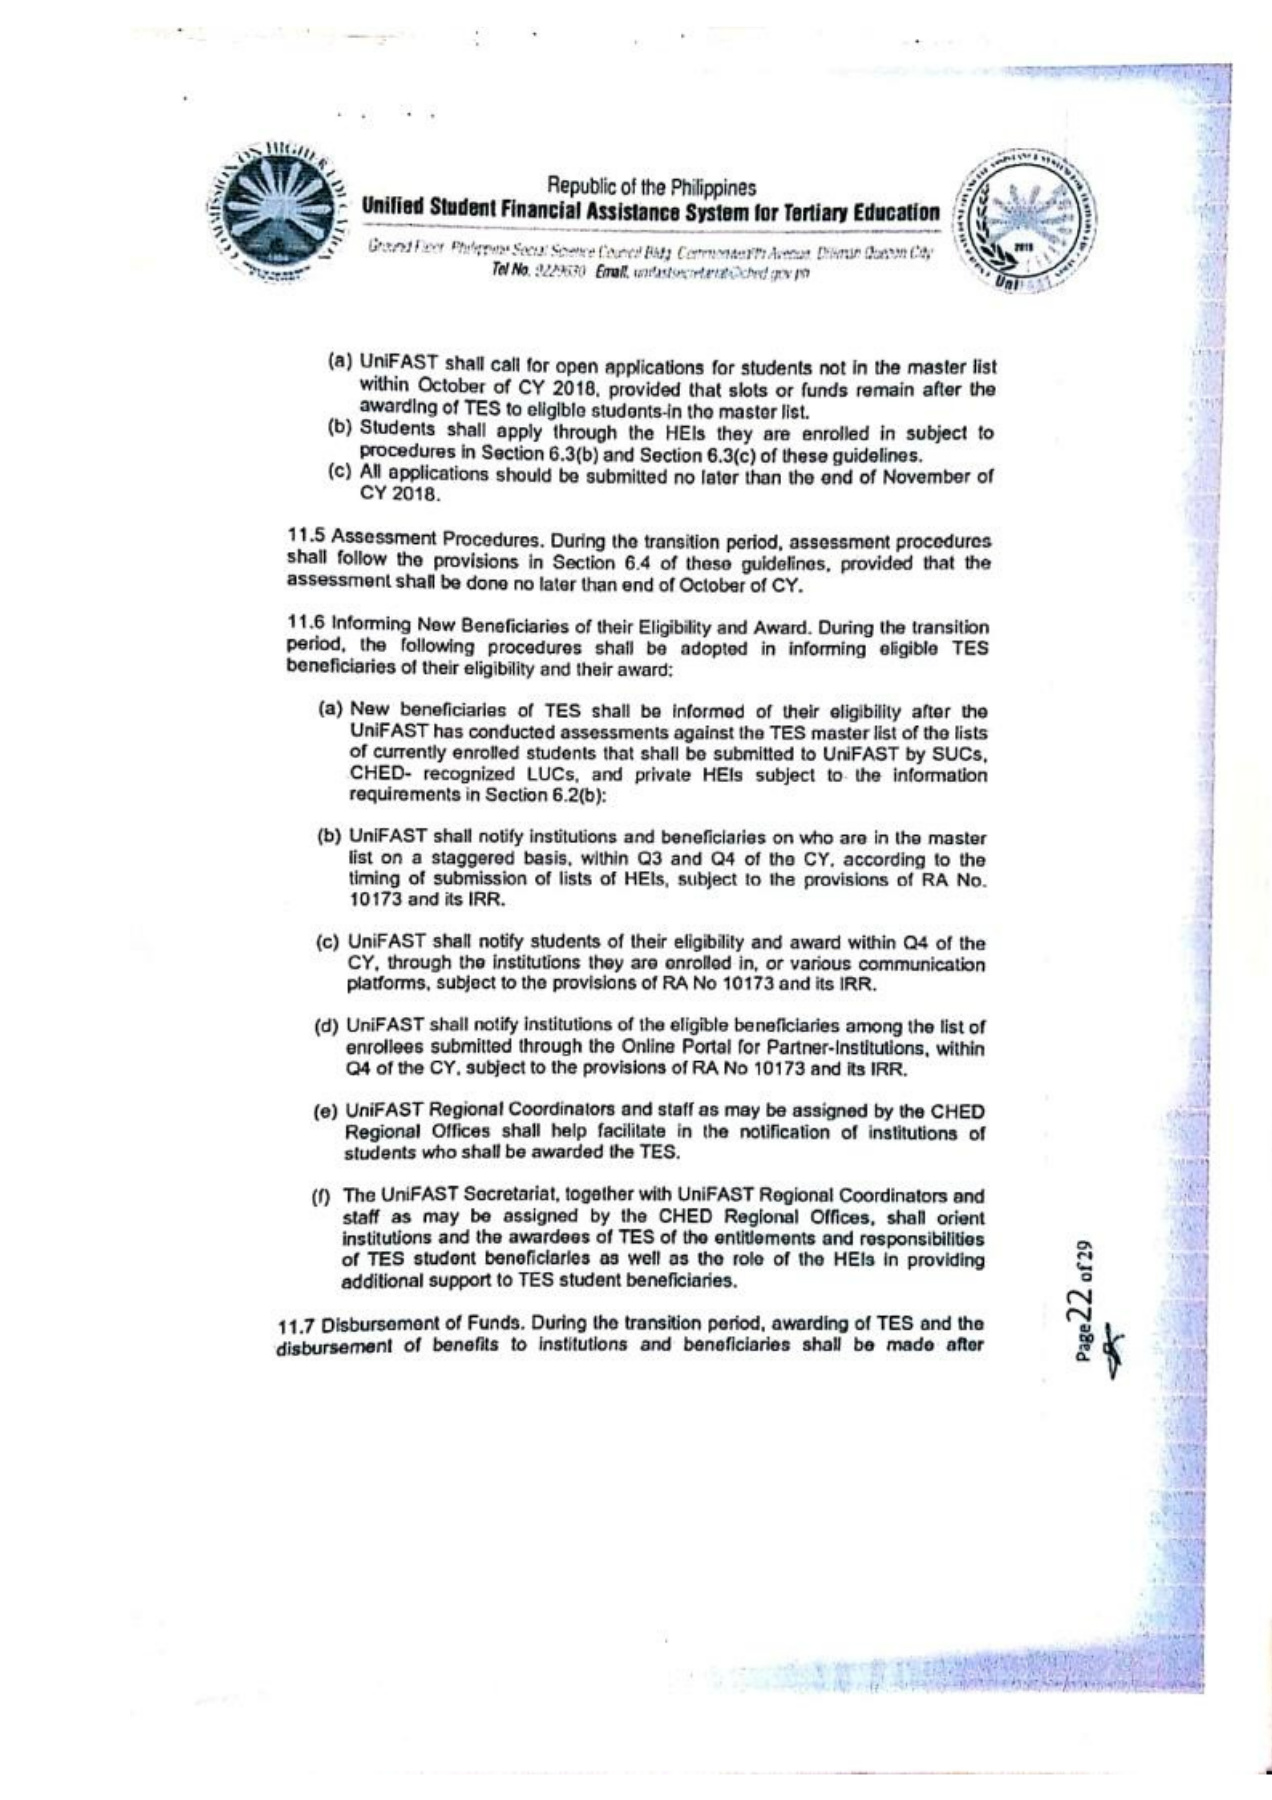 COMMISSION ON HIGHER EDUCATION
Republic of the Philippines
Unified Student Financial Assistance System for Tertiary Education
Ground Floor Philippine Social Science Council Bldg Commonwealth Avenue Diliman Quezon City
Tel No. 9229630 Email. unifastsecretariat@ched gov ph
2015
UniFAST
(a) UniFAST shall call for open applications for students not in the master list
within October of CY 2018, provided that slots or funds remain after the
awarding of TES to eligible students-in the master list.
(b) Students shall apply through the HEIs they are enrolled in subject to
procedures in Section 6.3(b) and Section 6.3(c) of these guidelines.
(c) All applications should be submitted no later than the end of November of
CY 2018.
11.5 Assessment Procedures. During the transition period, assessment procedures
shall follow the provisions in Section 6.4 of these guidelines, provided that the
assessment shall be done no later than end of October of CY.
11.6 Informing New Beneficiaries of their Eligibility and Award. During the transition
period, the following procedures shall be adopted in informing eligible TES
beneficiaries of their eligibility and their award:
(a) New beneficiaries of TES shall be informed of their eligibility after the
UniFAST has conducted assessments against the TES master list of the lists
of currently enrolled students that shall be submitted to UniFAST by SUCs,
CHED- recognized LUCs, and private HEIs subject to the information
requirements in Section 6.2(b):
(b) UniFAST shall notify institutions and beneficiaries on who are in the master
list on a staggered basis, within Q3 and Q4 of the CY, according to the
timing of submission of lists of HEIs, subject to the provisions of RA No.
10173 and its IRR.
(c) UniFAST shall notify students of their eligibility and award within Q4 of the
CY, through the institutions they are enrolled in, or various communication
platforms, subject to the provisions of RA No 10173 and its IRR.
(d) UniFAST shall notify institutions of the eligible beneficiaries among the list of
enrollees submitted through the Online Portal for Partner-Institutions, within
Q4 of the CY, subject to the provisions of RA No 10173 and its IRR.
(e) UniFAST Regional Coordinators and staff as may be assigned by the CHED
Regional Offices shall help facilitate in the notification of institutions of
students who shall be awarded the TES.
(f) The UniFAST Secretariat, together with UniFAST Regional Coordinators and
staff as may be assigned by the CHED Regional Offices, shall orient
institutions and the awardees of TES of the entitlements and responsibilities
of TES student beneficiaries as well as the role of the HEIs in providing
additional support to TES student beneficiaries.
11.7 Disbursement of Funds. During the transition period, awarding of TES and the
disbursement of benefits to institutions and beneficiaries shall be made after
Page 22 of 29